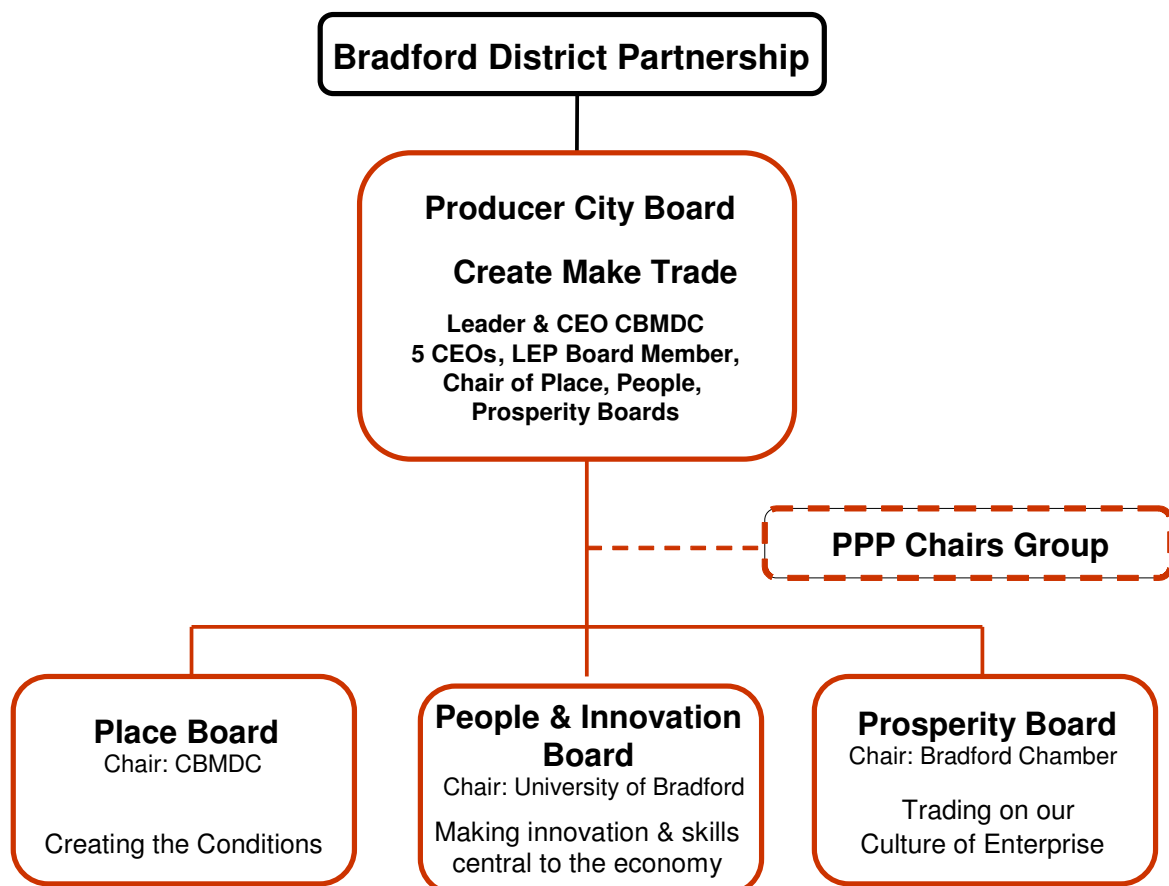 Bradford District Partnership
Producer City Board
Create Make Trade
Leader & CEO CBMDC
5 CEOs, LEP Board Member,
Chair of Place, People,
Prosperity Boards
PPP Chairs Group
Place Board
Chair: CBMDC
Creating the Conditions
People & Innovation
Board
Chair: University of Bradford
Making innovation & skills
central to the economy
Prosperity Board
Chair: Bradford Chamber
Trading on our
Culture of Enterprise